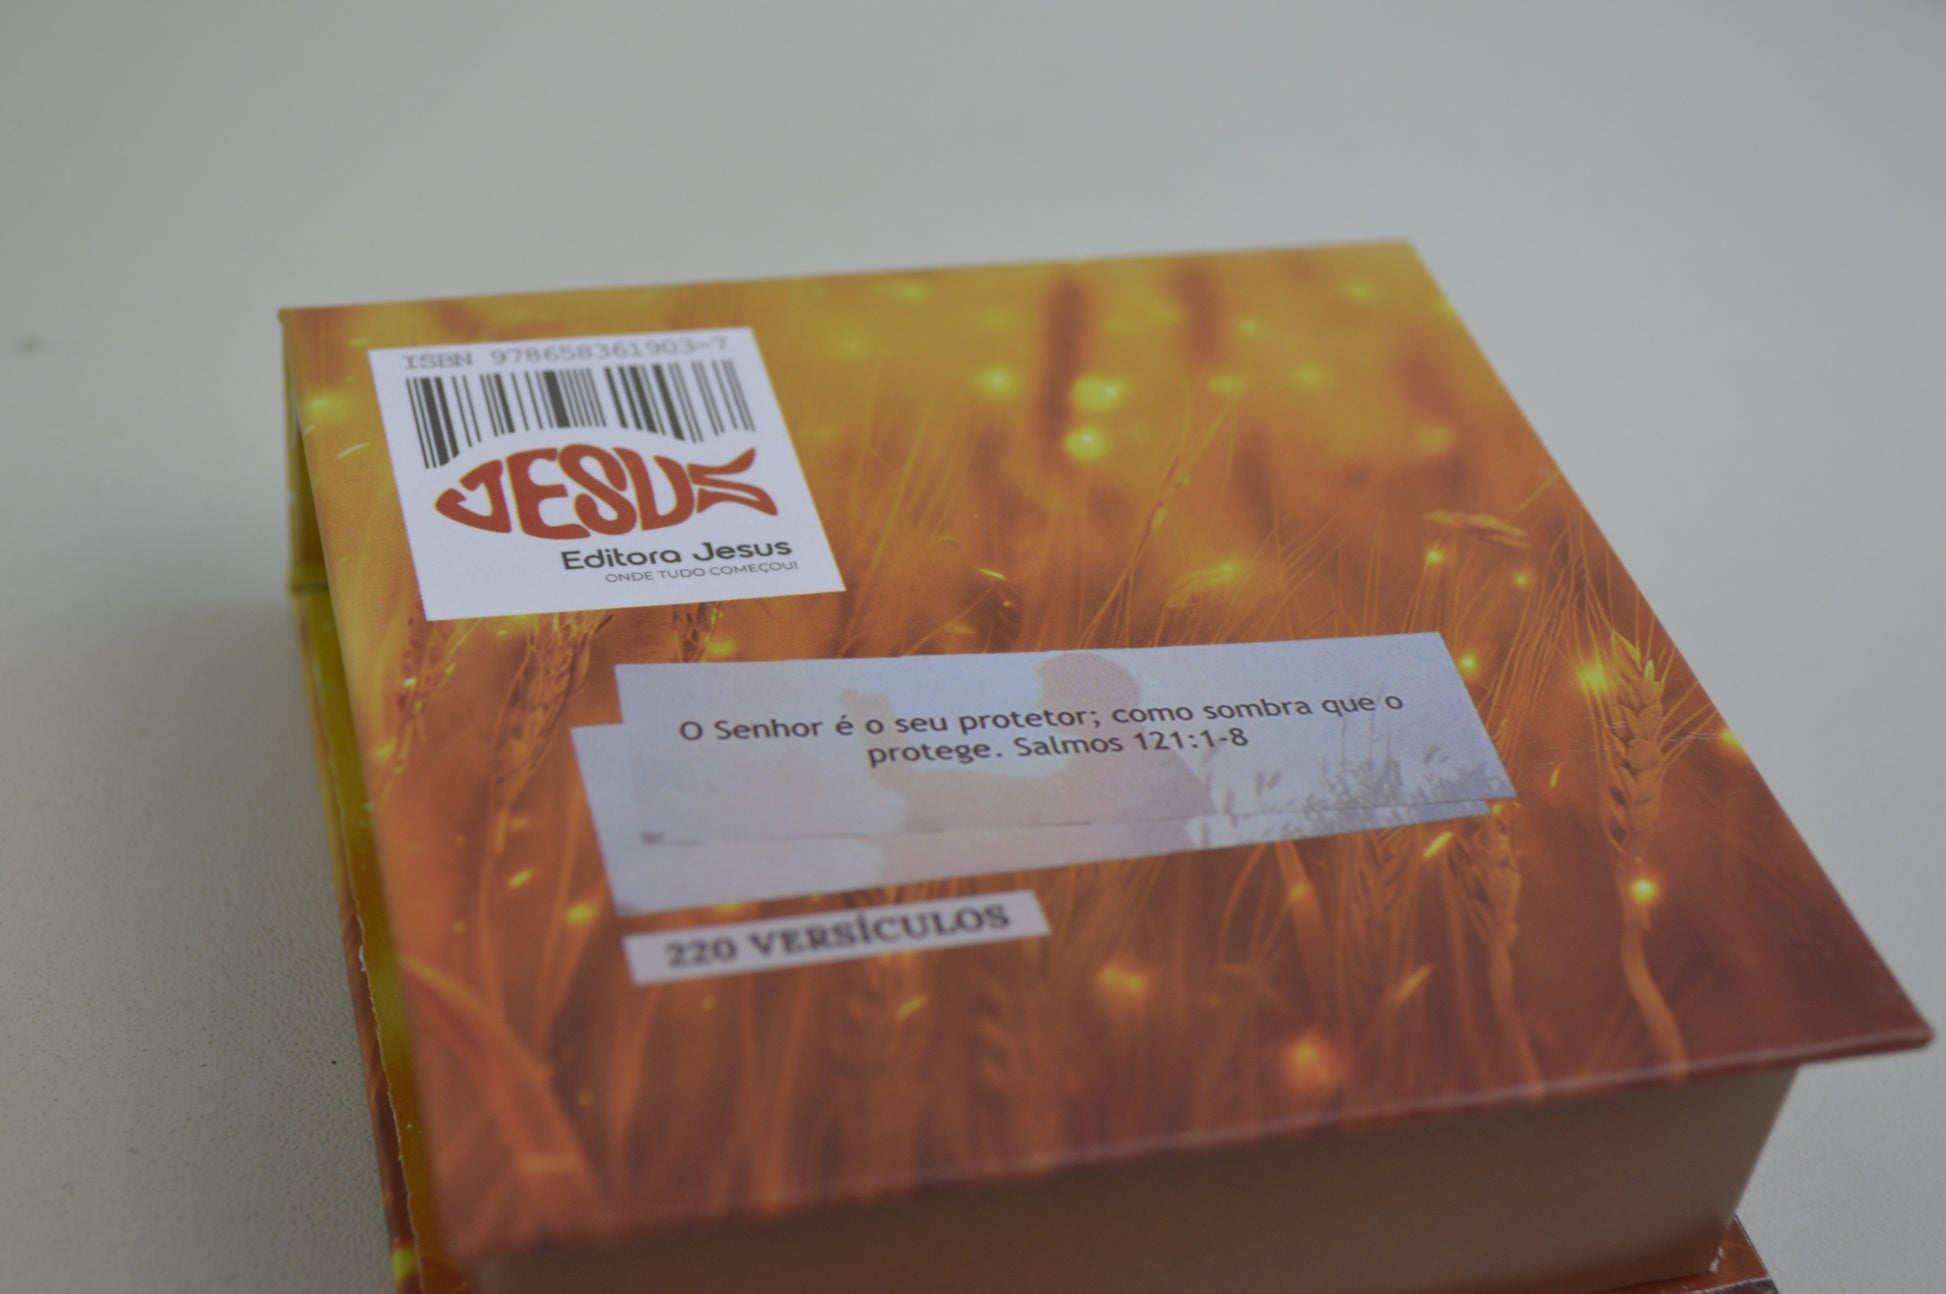 ISBN 978658361903-7
JESUS
Editora Jesus
ONDE TUDO COMEÇOU!
O Senhor é o seu protetor; como sombra que o
protege. Salmos 121:1-8
220 VERSÍCULOS